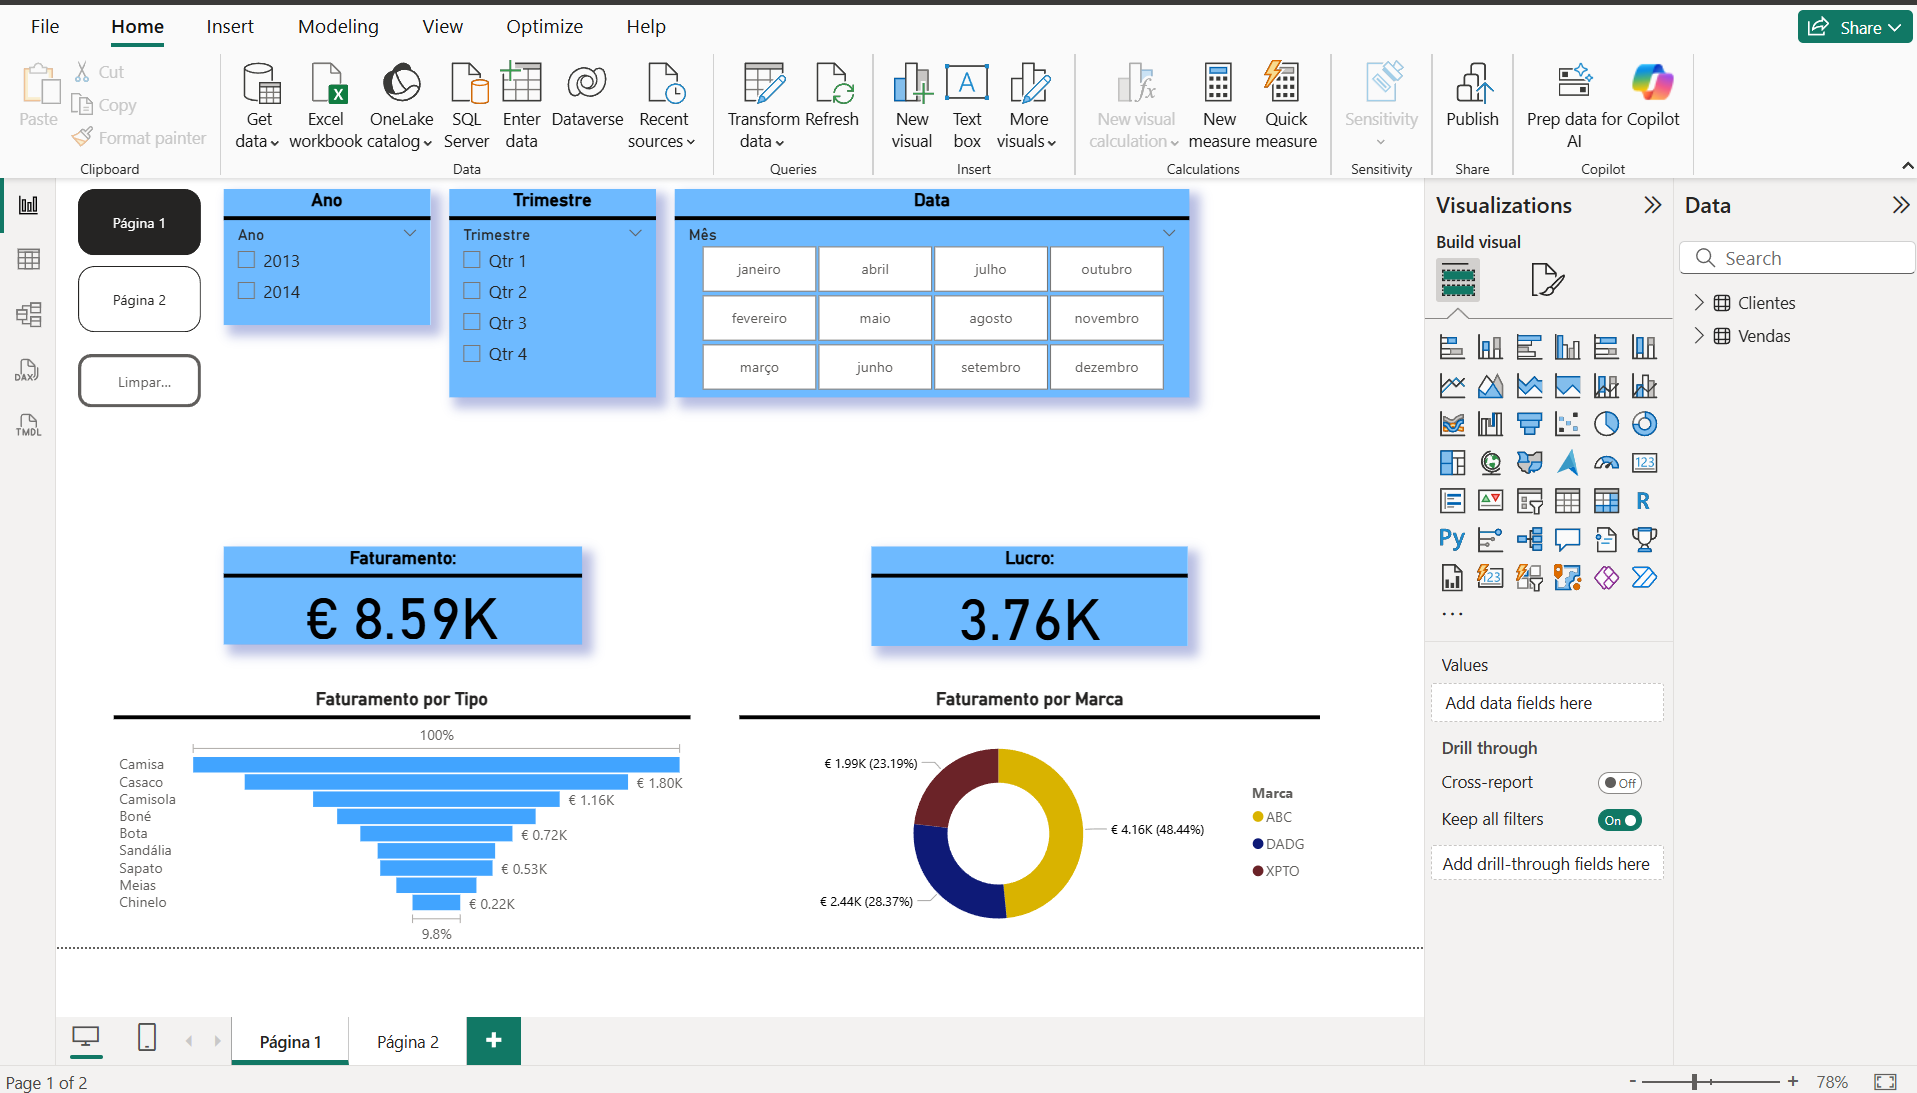 File Home Insert Modeling View Optimize Help Share
Paste
Cut
Copy
Format painter
Clipboard
Get data
Excel workbook
OneLake catalog
SQL Server
Enter data
Dataverse
Recent sources
Data
Transform data
Refresh
Queries
New visual
Text box
More visuals
Insert
New visual calculation
New measure
Quick measure
Calculations
Sensitivity
Sensitivity
Publish
Share
Prep data for AI
Copilot
Copilot
DAX
TMDL
Página 1
Página 2
Limpar...
Ano
Ano
2013
2014
Trimestre
Trimestre
Qtr 1
Qtr 2
Qtr 3
Qtr 4
Data
Mês
janeiro abril julho outubro
fevereiro maio agosto novembro
março junho setembro dezembro
Faturamento:
€ 8.59K
Lucro:
3.76K
Faturamento por Tipo
100%
Camisa
Casaco € 1.80K
Camisola € 1.16K
Boné
Bota € 0.72K
Sandália
Sapato € 0.53K
Meias
Chinelo € 0.22K
9.8%
Faturamento por Marca
€ 1.99K (23.19%)
€ 4.16K (48.44%)
€ 2.44K (28.37%)
Marca
ABC
DADG
XPTO
Visualizations
Build visual
123
R
Py
123
Values
Add data fields here
Drill through
Cross-report Off
Keep all filters On
Add drill-through fields here
Data
Search
Clientes
Vendas
Página 1 Página 2 +
Page 1 of 2
- + 78%